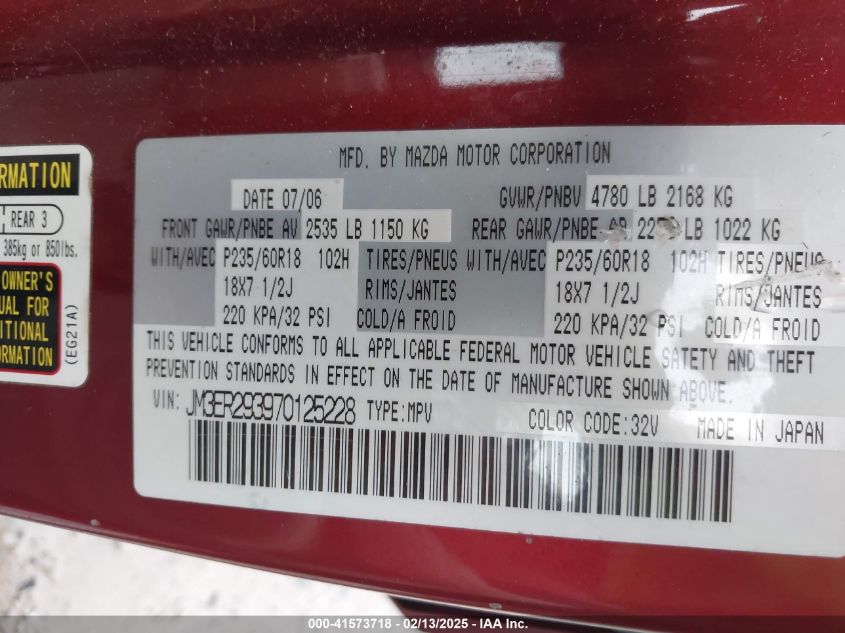 MFD. BY MAZDA MOTOR CORPORATION
DATE 07/06 GVWR/PNBV 4780 LB 2168 KG
FRONT GAWR/PNBE AV 2535 LB 1150 KG REAR GAWR/PNBE LB 1022 KG
WITH/AVEC P235/60R18 102H TIRES/PNEUS WITH/AVEC P235/60R18 102H TIRES/PNEUS
18X7 1/2J RIMS/JANTES 18X7 1/2J RIMS/JANTES
220 KPA/32 PSI COLD/A FROID 220 KPA/32 PSI COLD/A FROID
THIS VEHICLE CONFORMS TO ALL APPLICABLE FEDERAL MOTOR VEHICLE SAFETY AND THEFT
PREVENTION STANDARDS IN EFFECT ON THE DATE OF MANUFACTURE SHOWN ABOVE.
VIN: JM3ER293970125228 TYPE:MPV COLOR CODE:32V MADE IN JAPAN
REAR 3
385kg or 850lbs.
OWNER'S
FOR
(EG21A)
000-41573718 - 02/13/2025 - IAA Inc.